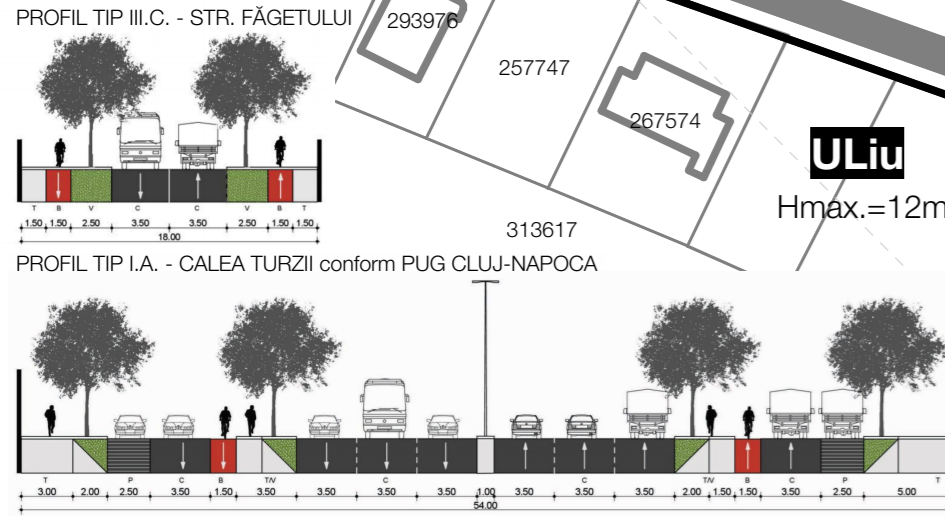 PROFIL TIP III.C. - STR. FĂGETULUI
293976
257747
267574
ULiu
Hmax.=12m
313617
T B V C C V B T
1.50 1.50 2.50 3.50 3.50 2.50 1.50 1.50
18.00
PROFIL TIP I.A. - CALEA TURZII conform PUG CLUJ-NAPOCA
T P C B T/V C C T/V B C P T
3.00 2.00 2.50 3.50 1.50 3.50 3.50 3.50 3.50 1.00 3.50 3.50 3.50 2.00 1.50 1.50 3.50 2.50 5.00
54.00